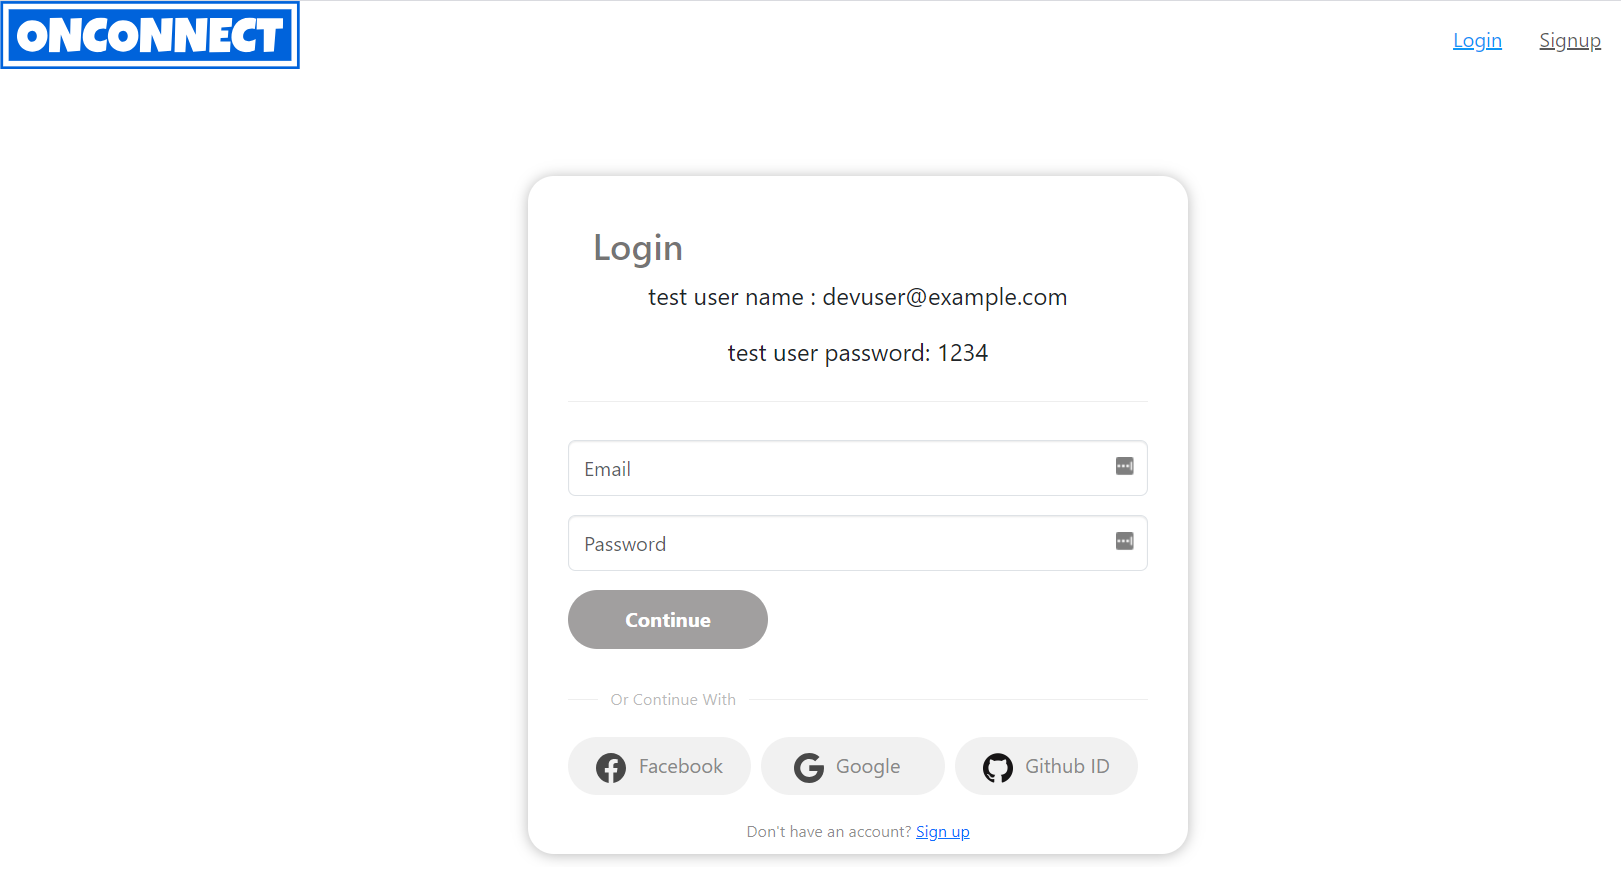 ONCONNECT
Login Signup
Login
test user name : devuser@example.com
test user password: 1234
Email
Password
Continue
Or Continue With
Facebook Google Github ID
Don't have an account? Sign up